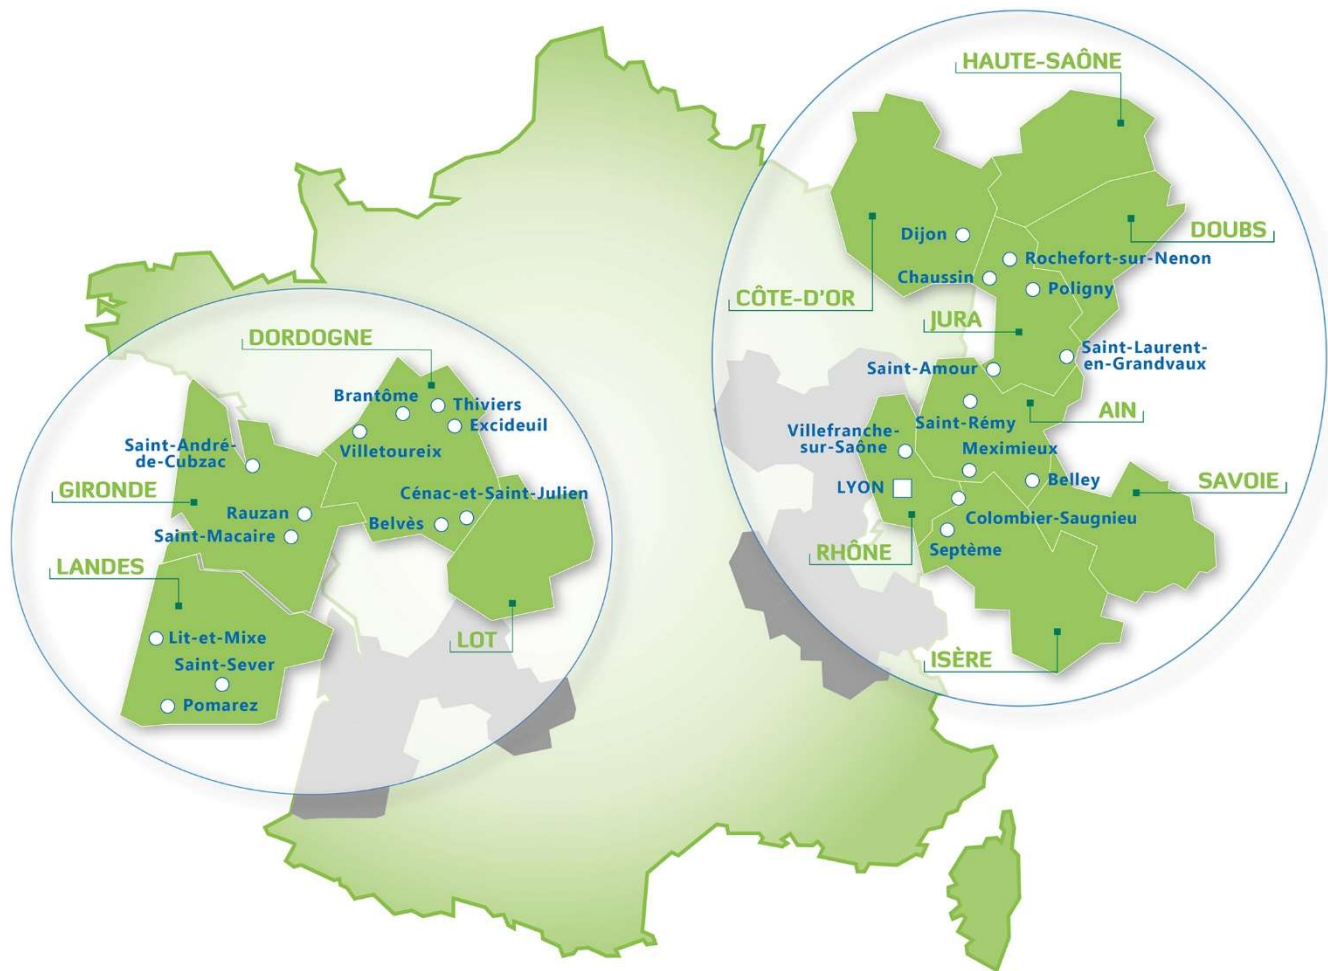 HAUTE-SAÔNE
Dijon
DOUBS
Rochefort-sur-Nenon
Chaussin
Poligny
CÔTE-D'OR
JURA
Saint-Laurent-
en-Grandvaux
Saint-Amour
AIN
Saint-Rémy
Villefranche-
sur-Saône
Meximieux
Belley
SAVOIE
LYON
Colombier-Saugnieu
RHÔNE
Septème
ISÈRE
DORDOGNE
Brantôme
Thiviers
Excideuil
Villetoureix
Saint-André-
de-Cubzac
GIRONDE
Cénac-et-Saint-Julien
Rauzan
Belvès
Saint-Macaire
LANDES
Lit-et-Mixe
LOT
Saint-Sever
Pomarez